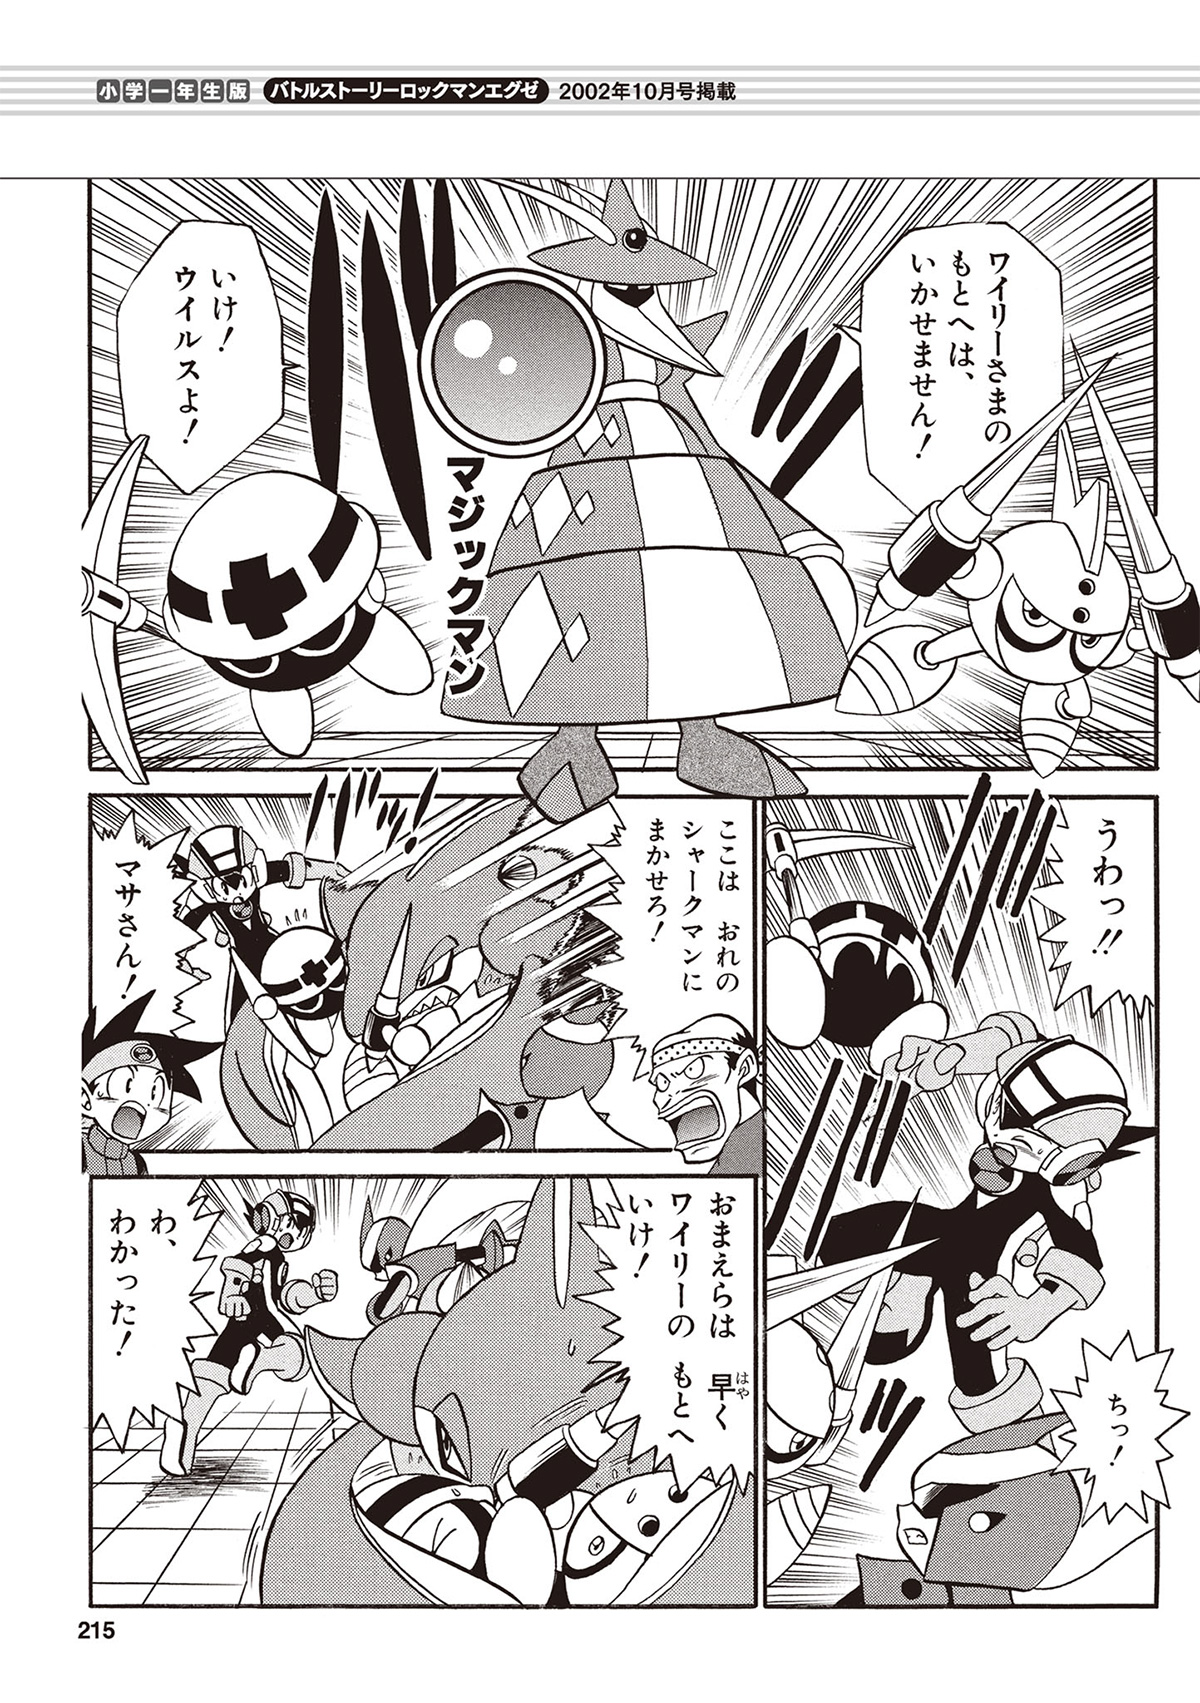 小学一年生版 バトルストーリーロックマンエグゼ 2002年10月号掲載
ワイリーさまの
もとへは、
いかせません!
マジックマン
いけ!
ウイルスよ!
うわっ!!
ちっ!
ここは おれの
シャークマンに
まかせろ!
マサさん!
おまえらは 早く
はや
ワイリーの もとへ
いけ!
わ、
わかった!
215